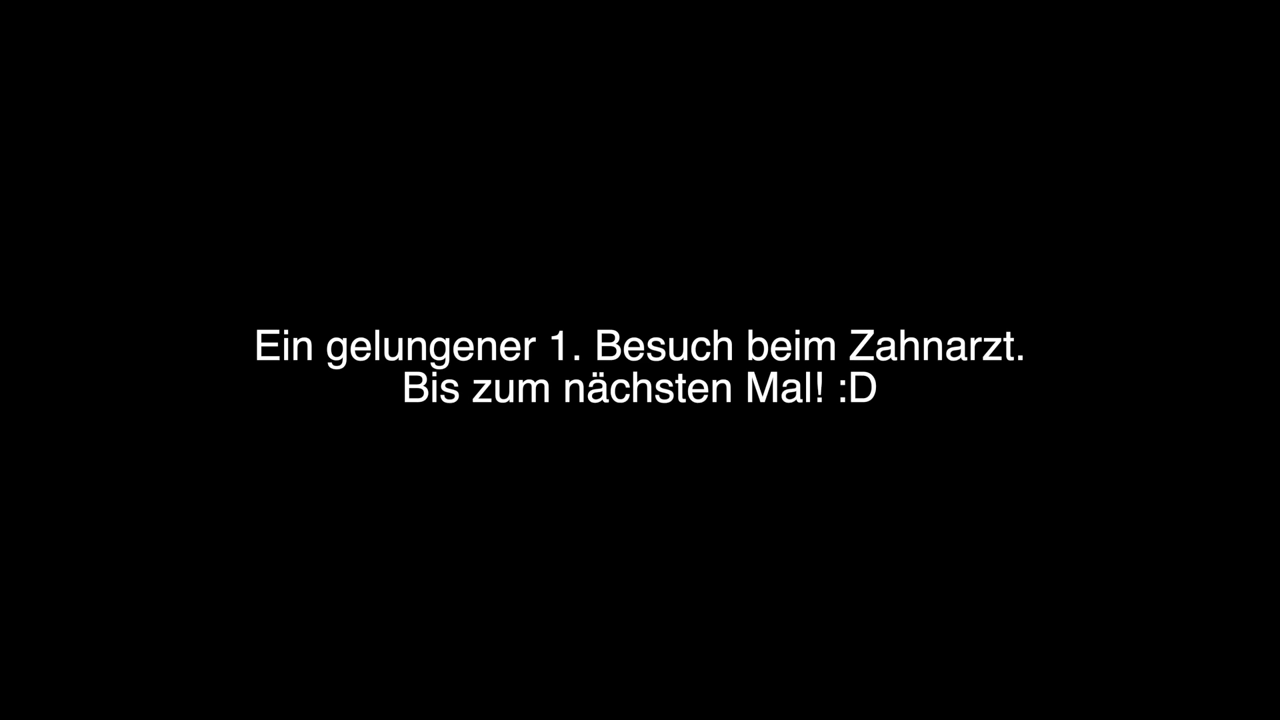 Ein gelungener 1. Besuch beim Zahnarzt.
Bis zum nächsten Mal! :D